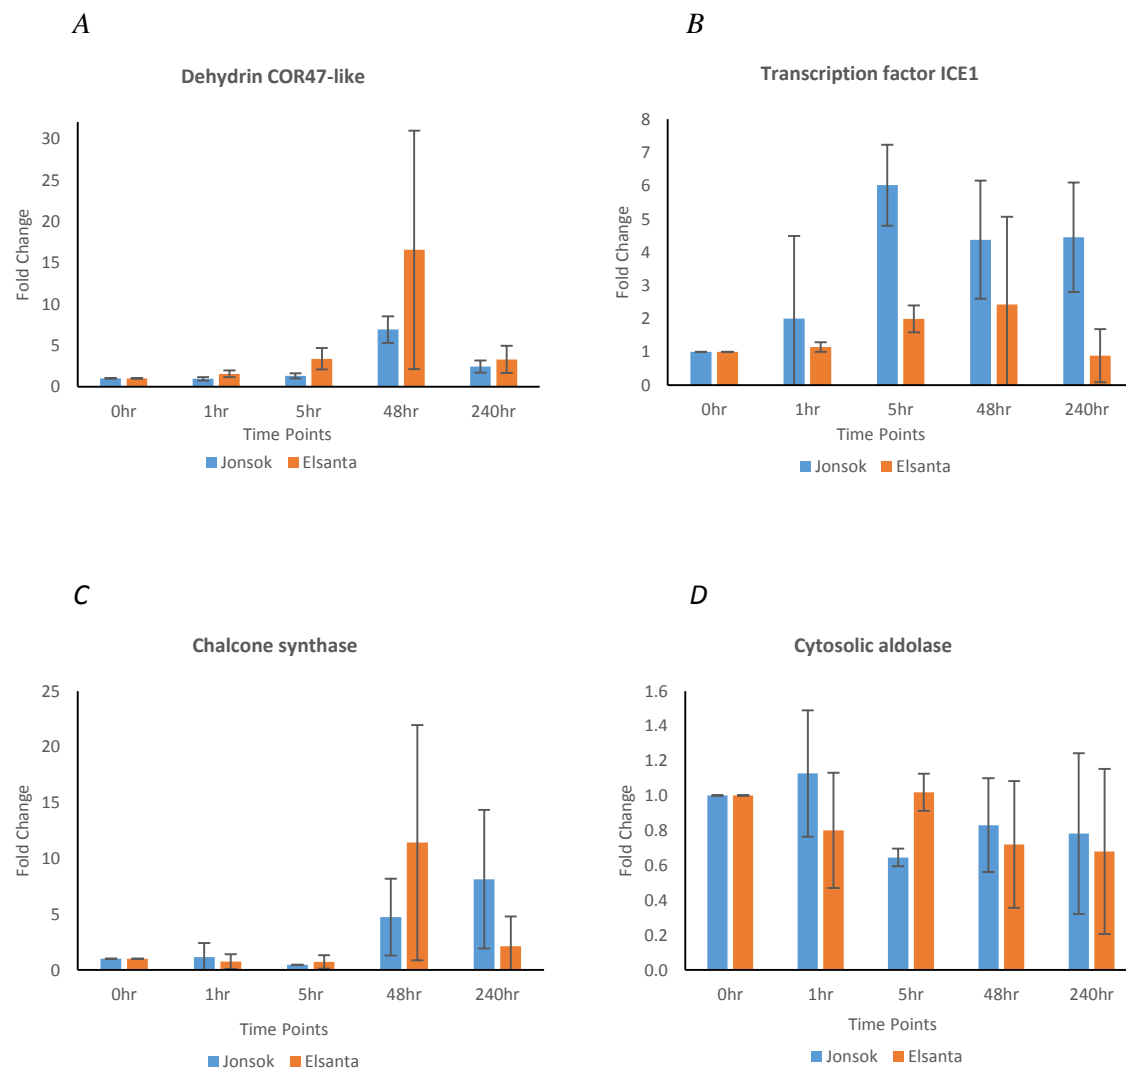 A
Dehydrin COR47-like
30
25
20
15
10
5
0
Fold Change
0hr 1hr 5hr 48hr 240hr
Time Points
Jonsok Elsanta
B
Transcription factor ICE1
8
7
6
5
4
3
2
1
0
Fold Change
0hr 1hr 5hr 48hr 240hr
Time Points
Jonsok Elsanta
C
Chalcone synthase
25
20
15
10
5
0
Fold Change
0hr 1hr 5hr 48hr 240hr
Time Points
Jonsok Elsanta
D
Cytosolic aldolase
1.6
1.4
1.2
1.0
0.8
0.6
0.4
0.2
0.0
Fold Change
0hr 1hr 5hr 48hr 240hr
Time Points
Jonsok Elsanta